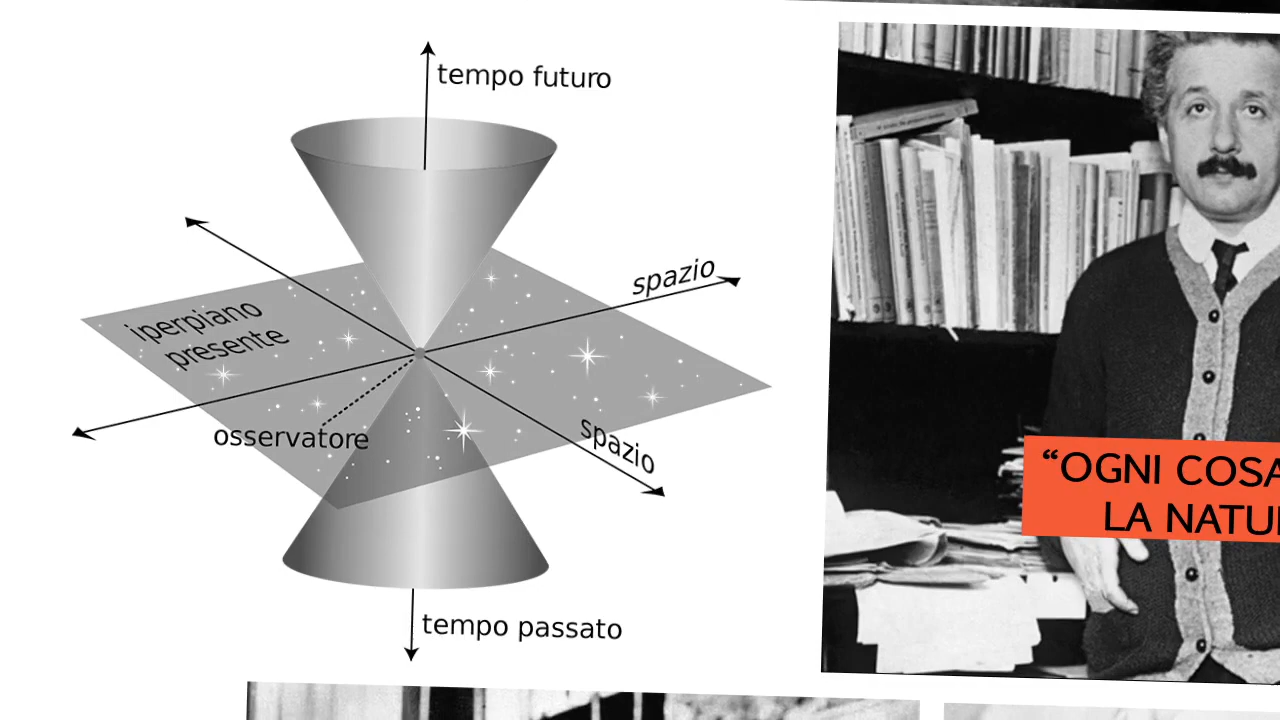 tempo futuro
spazio
iperpiano
presente
osservatore
spazio
tempo passato
“OGNI COSA
LA NATU